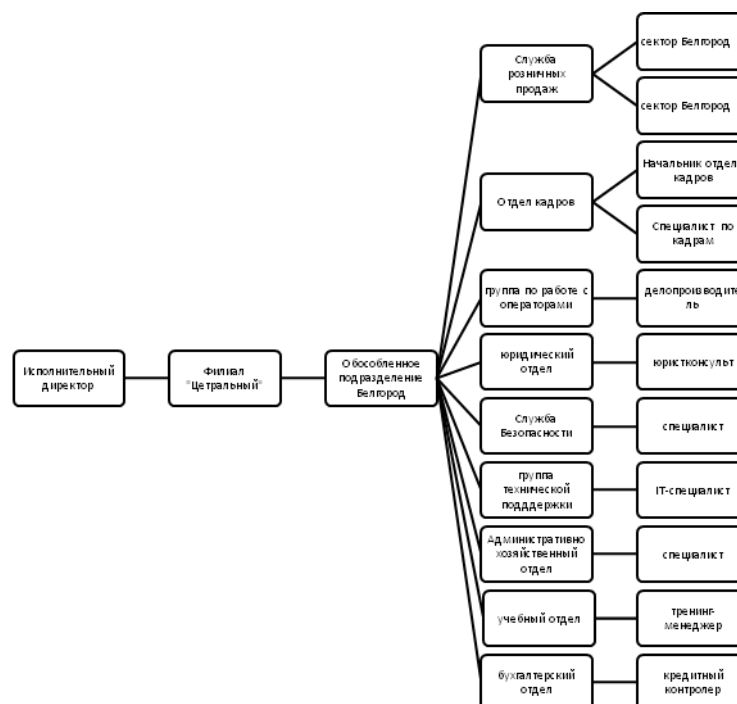 Исполнительный
директор
Филиал
"Цетральный"
Обособленное
подразделение
Белгород
Служба
розничных
продаж
сектор Белгород
сектор Белгород
Отдел кадров
Начальник отдел
кадров
Специалист по
кадрам
группа по работе с
операторами
делопроизводите
ль
юридический
отдел
юристконсульт
Служба
Безопасности
специалист
группа
технической
подддержки
IT-специалист
Административно
хозяйственный
отдел
специалист
учебный отдел
тренинг-
менеджер
бухгалтерский
отдел
кредитный
контролер